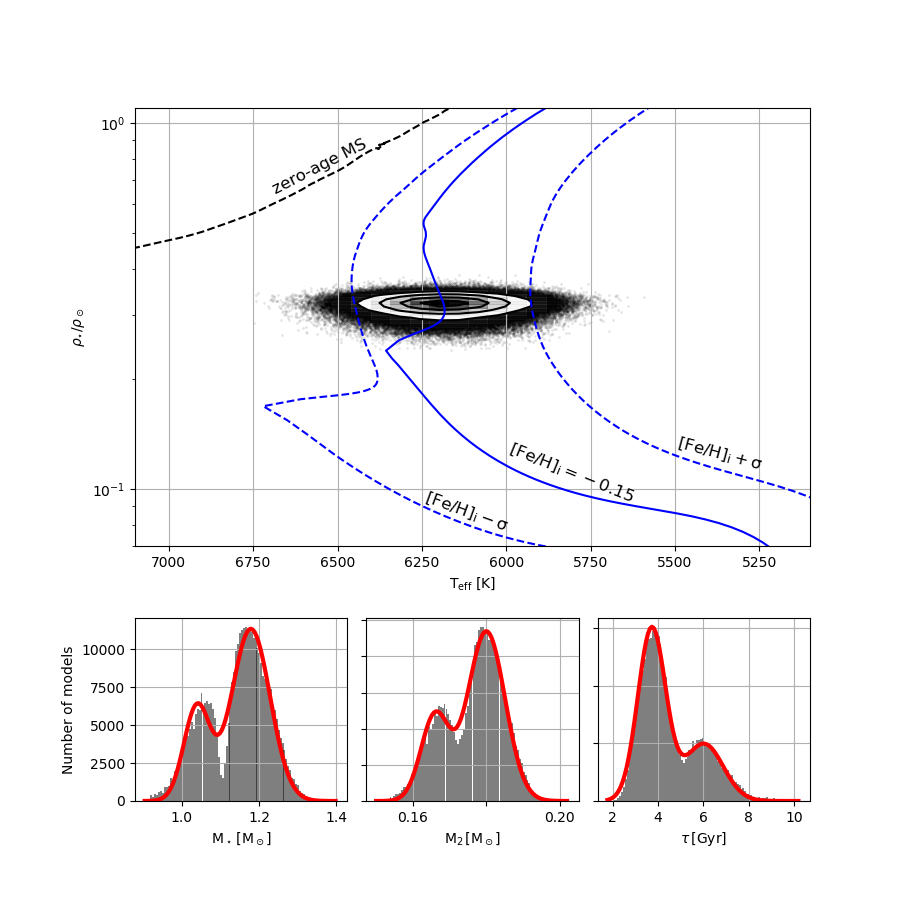 10⁰
zero-age MS
ρ⋆/ρ⊙
10⁻¹
[Fe/H]ᵢ = −0.15
[Fe/H]ᵢ + σ
[Fe/H]ᵢ − σ
7000 6750 6500 6250 6000 5750 5500 5250
T_eff [K]
Number of models
10000
7500
5000
2500
0
1.0 1.2 1.4
M⋆ [M⊙]
0.16 0.20
M₂[M⊙]
2 4 6 8 10
τ [Gyr]